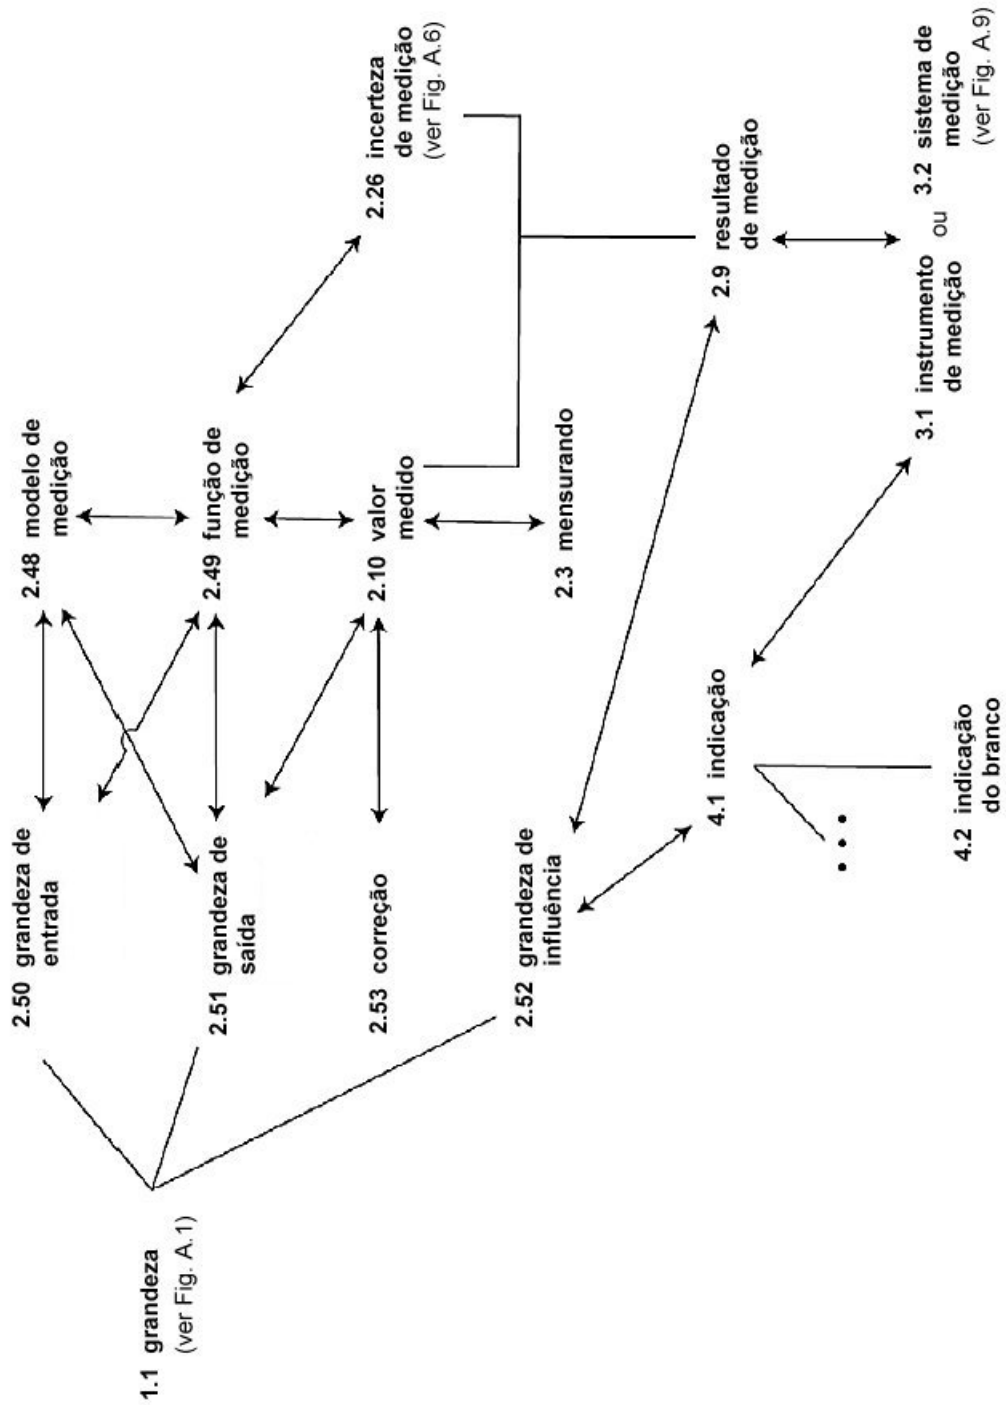 1.1 grandeza
(ver Fig. A.1)
2.50 grandeza de
entrada
2.51 grandeza de
saída
2.53 correção
2.52 grandeza de
influência
2.48 modelo de
medição
2.49 função de
medição
2.10 valor
medido
2.3 mensurando
2.26 incerteza
de medição
(ver Fig. A.6)
2.9 resultado
de medição
4.1 indicação
4.2 indicação
do branco
3.1 instrumento
de medição
ou
3.2 sistema de
medição
(ver Fig. A.9)